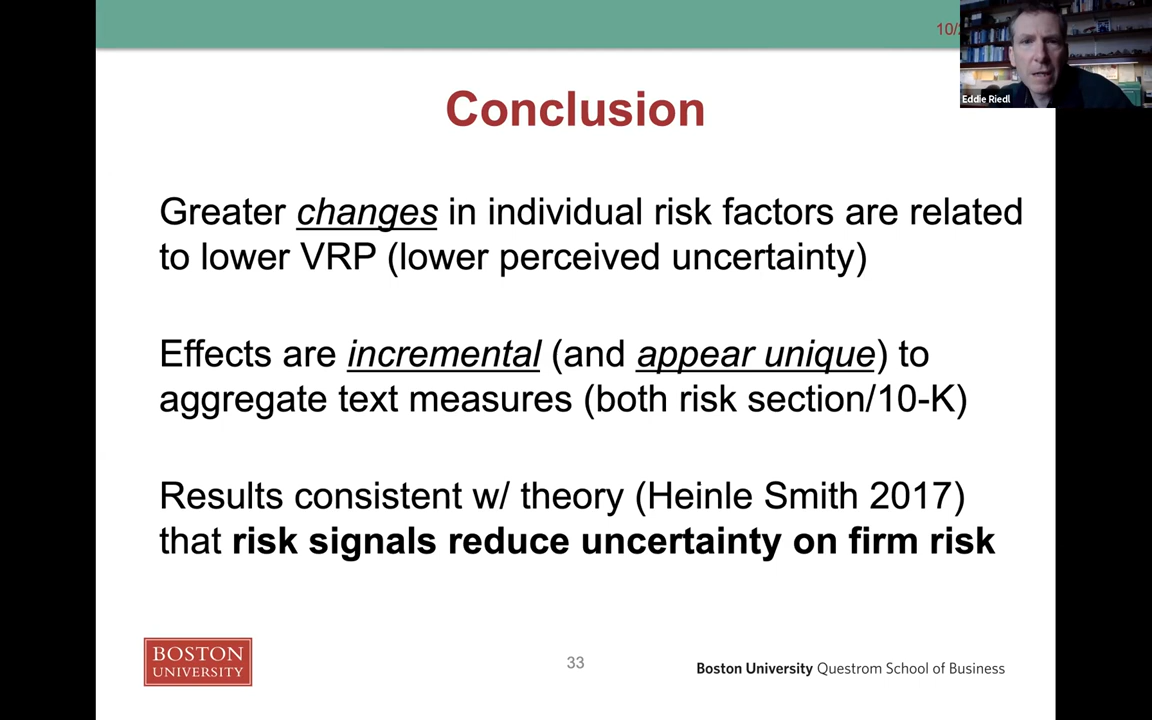 10/
Eddie Riedl
Conclusion
Greater changes in individual risk factors are related
to lower VRP (lower perceived uncertainty)
Effects are incremental (and appear unique) to
aggregate text measures (both risk section/10-K)
Results consistent w/ theory (Heinle Smith 2017)
that risk signals reduce uncertainty on firm risk
BOSTON
UNIVERSITY
33
Boston University Questrom School of Business